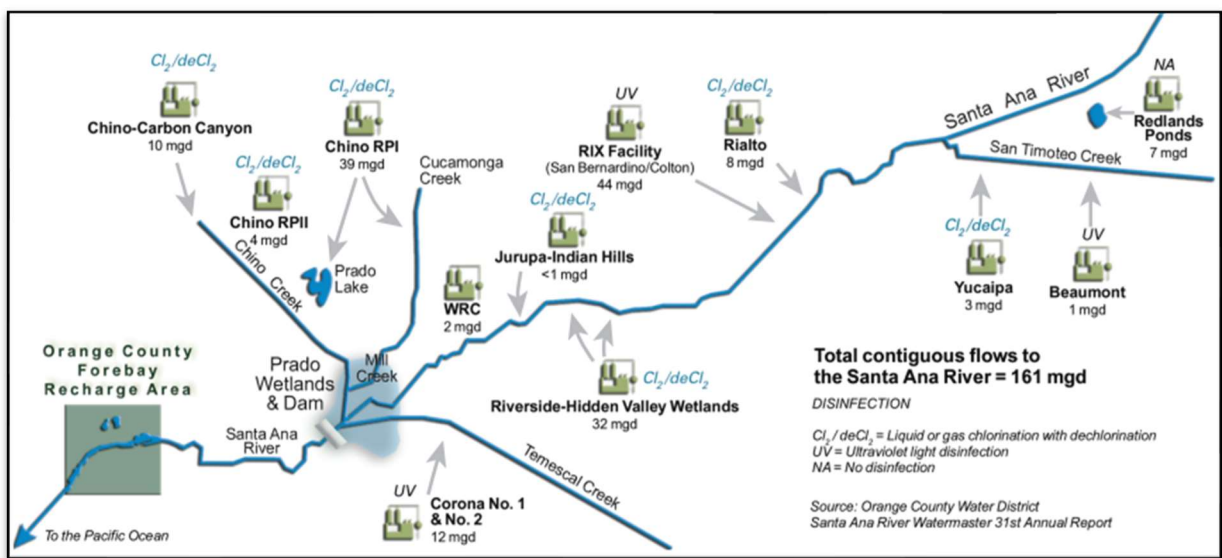 Cl2/deCl2
Chino-Carbon Canyon
10 mgd
Cl2/deCl2
Chino RPII
4 mgd
Cl2/deCl2
Chino RPI
39 mgd
Cucamonga
Creek
Chino Creek
Prado
Lake
WRC
2 mgd
Cl2/deCl2
Jurupa-Indian Hills
<1 mgd
UV
RIX Facility
(San Bernardino/Colton)
44 mgd
Cl2/deCl2
Rialto
8 mgd
Santa Ana River
NA
Redlands
Ponds
7 mgd
San Timoteo Creek
Cl2/deCl2
Yucaipa
3 mgd
UV
Beaumont
1 mgd
Orange County
Forebay
Recharge Area
Prado
Wetlands
& Dam
Mill
Creek
Cl2/deCl2
Riverside-Hidden Valley Wetlands
32 mgd
Santa Ana
River
Temescal Creek
UV
Corona No. 1
& No. 2
12 mgd
To the Pacific Ocean
Total contiguous flows to
the Santa Ana River = 161 mgd
DISINFECTION
Cl2 / deCl2 = Liquid or gas chlorination with dechlorination
UV = Ultraviolet light disinfection
NA = No disinfection
Source: Orange County Water District
Santa Ana River Watermaster 31st Annual Report